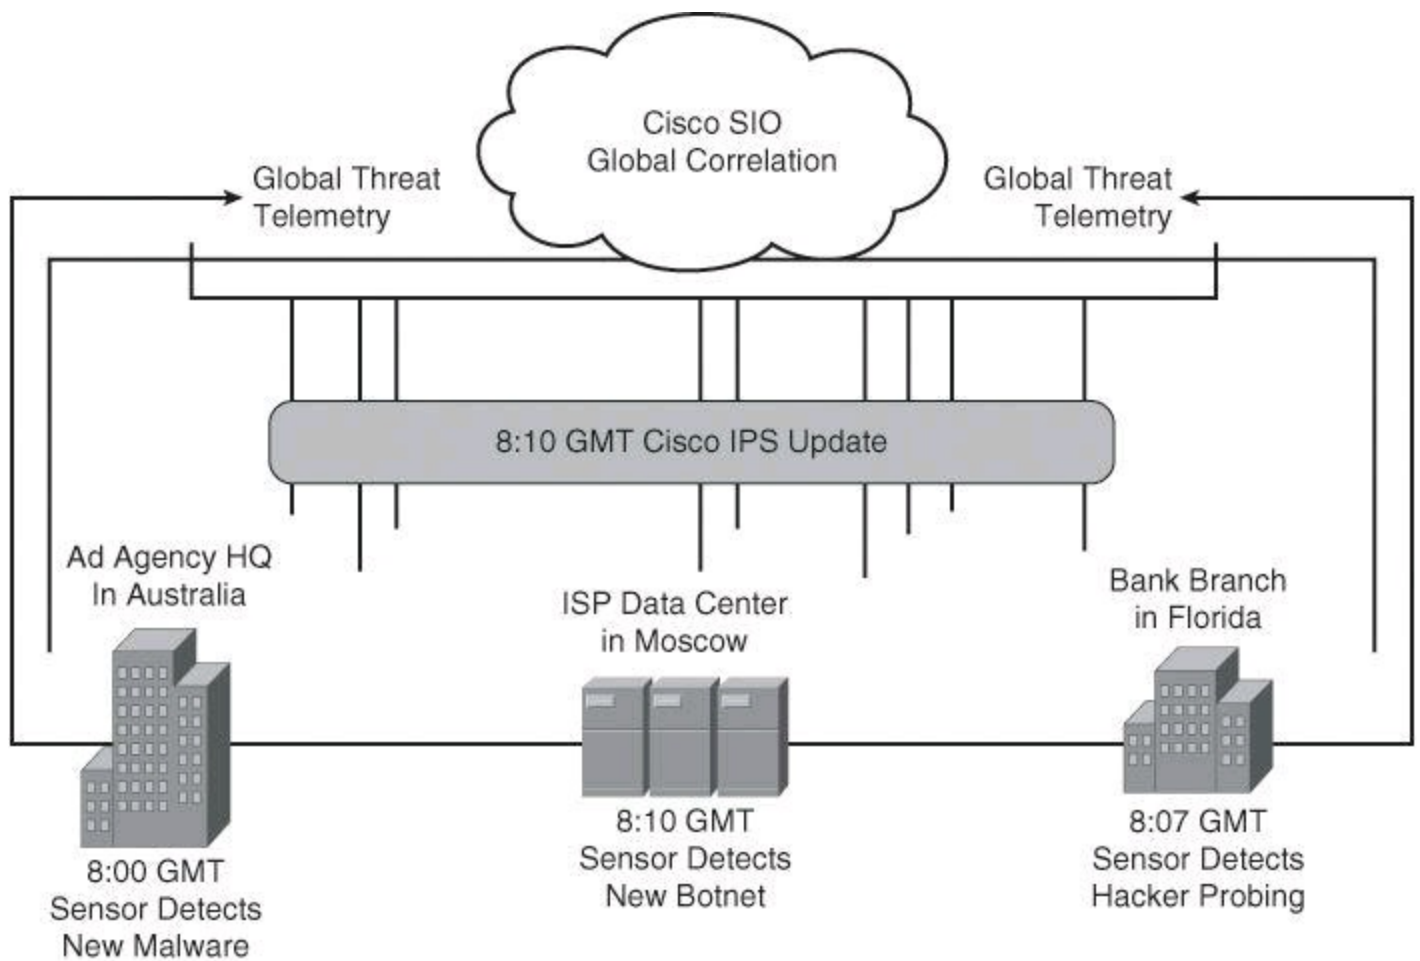 Cisco SIO
Global Correlation
Global Threat
Telemetry
Global Threat
Telemetry
8:10 GMT Cisco IPS Update
Ad Agency HQ
In Australia
ISP Data Center
in Moscow
Bank Branch
in Florida
8:00 GMT
Sensor Detects
New Malware
8:10 GMT
Sensor Detects
New Botnet
8:07 GMT
Sensor Detects
Hacker Probing